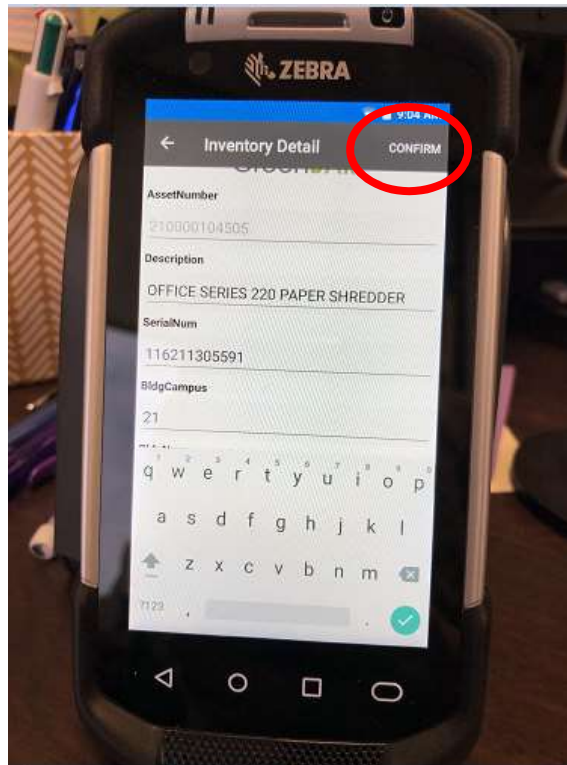 ZEBRA
9:04 AM
Inventory Detail
CONFIRM
AssetNumber
210000104505
Description
OFFICE SERIES 220 PAPER SHREDDER
SerialNum
116211305591
BldgCampus
21
q w e r t y u i o p
a s d f g h j k l
z x c v b n m
?123 , .